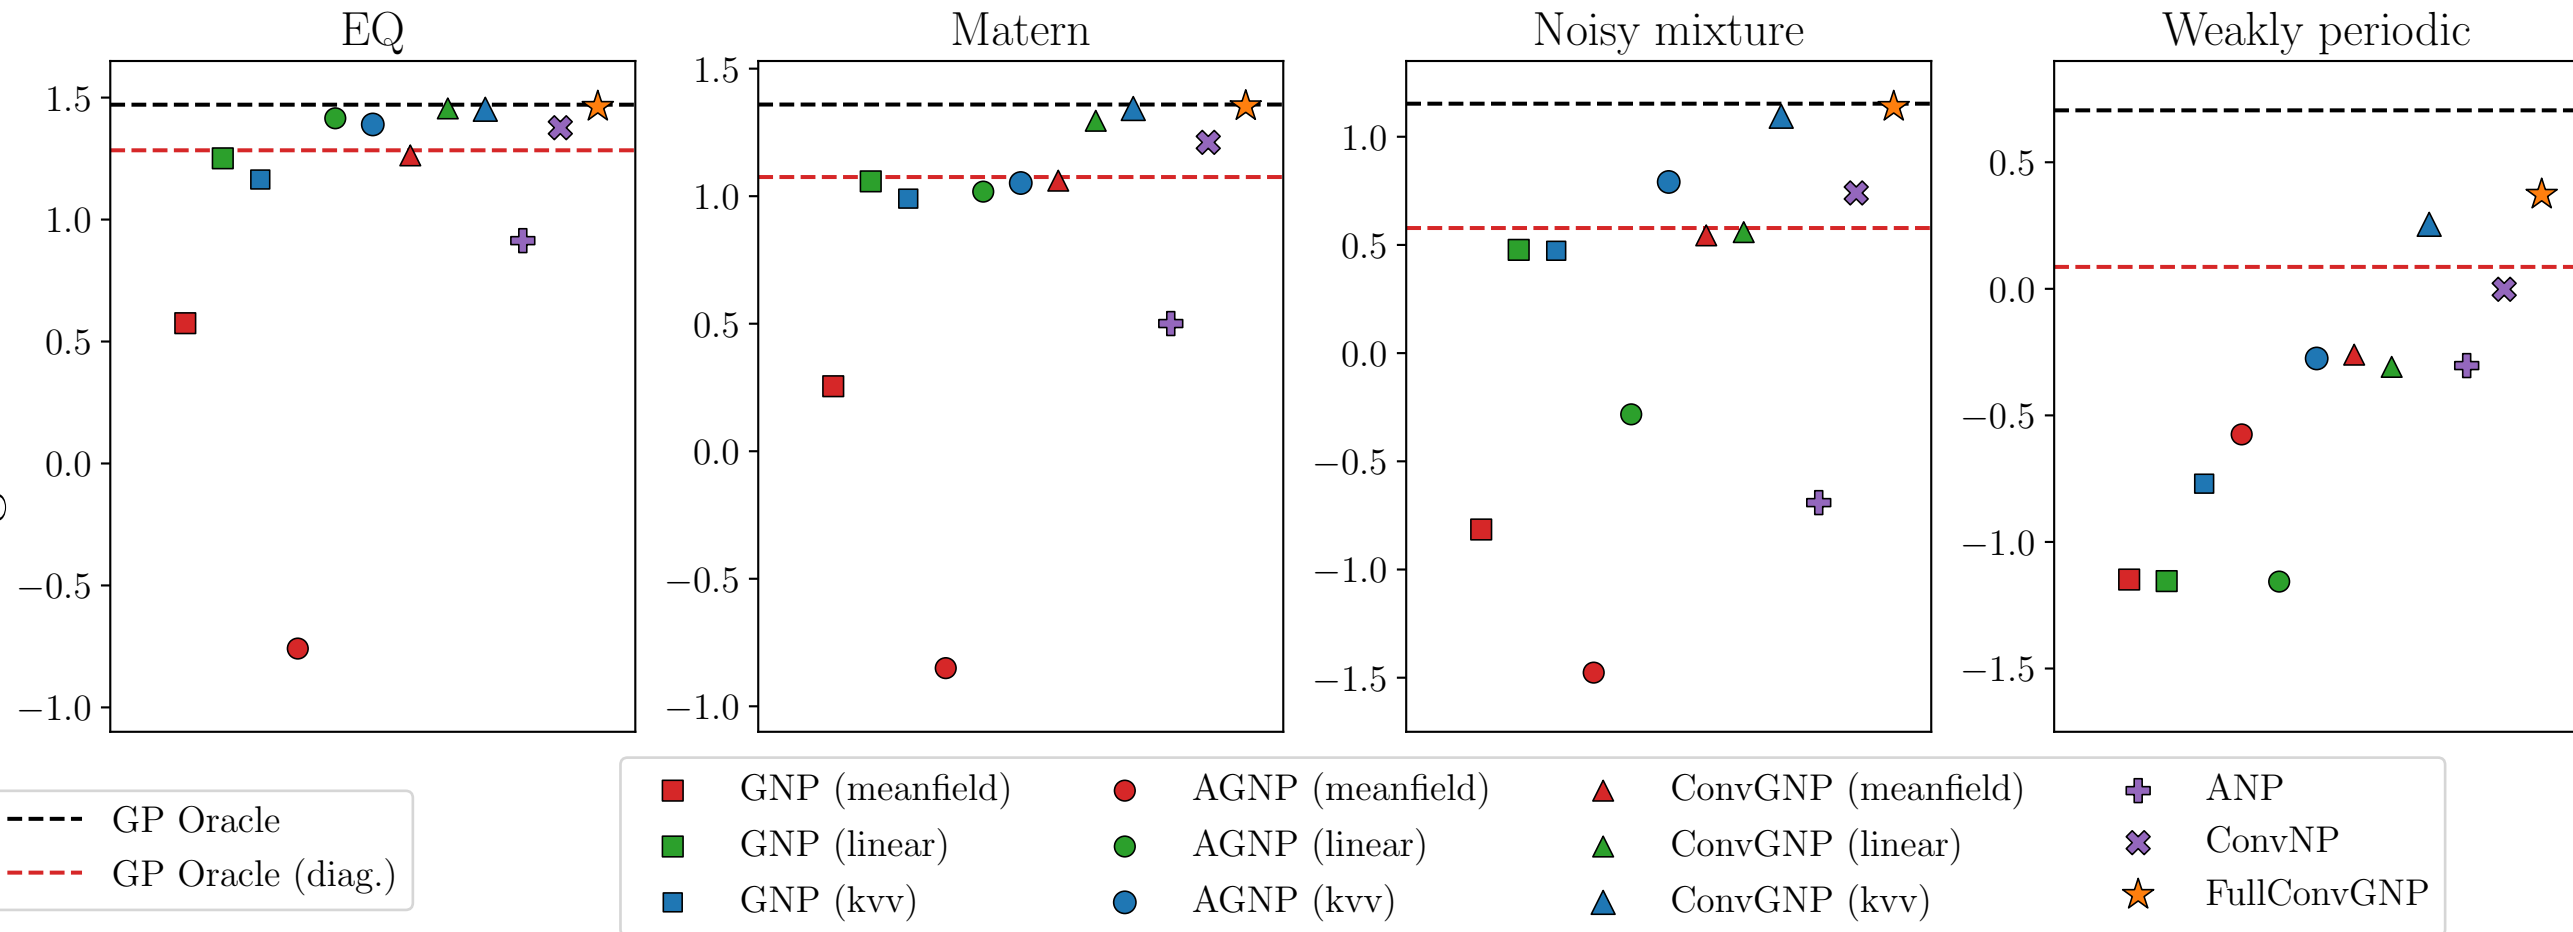 EQ
Matern
Noisy mixture
Weakly periodic
1.5
1.0
0.5
0.0
−0.5
−1.0
1.5
1.0
0.5
0.0
−0.5
−1.0
1.0
0.5
0.0
−0.5
−1.0
−1.5
0.5
0.0
−0.5
−1.0
−1.5
GP Oracle
GP Oracle (diag.)
GNP (meanfield)
GNP (linear)
GNP (kvv)
AGNP (meanfield)
AGNP (linear)
AGNP (kvv)
ConvGNP (meanfield)
ConvGNP (linear)
ConvGNP (kvv)
ANP
ConvNP
FullConvGNP